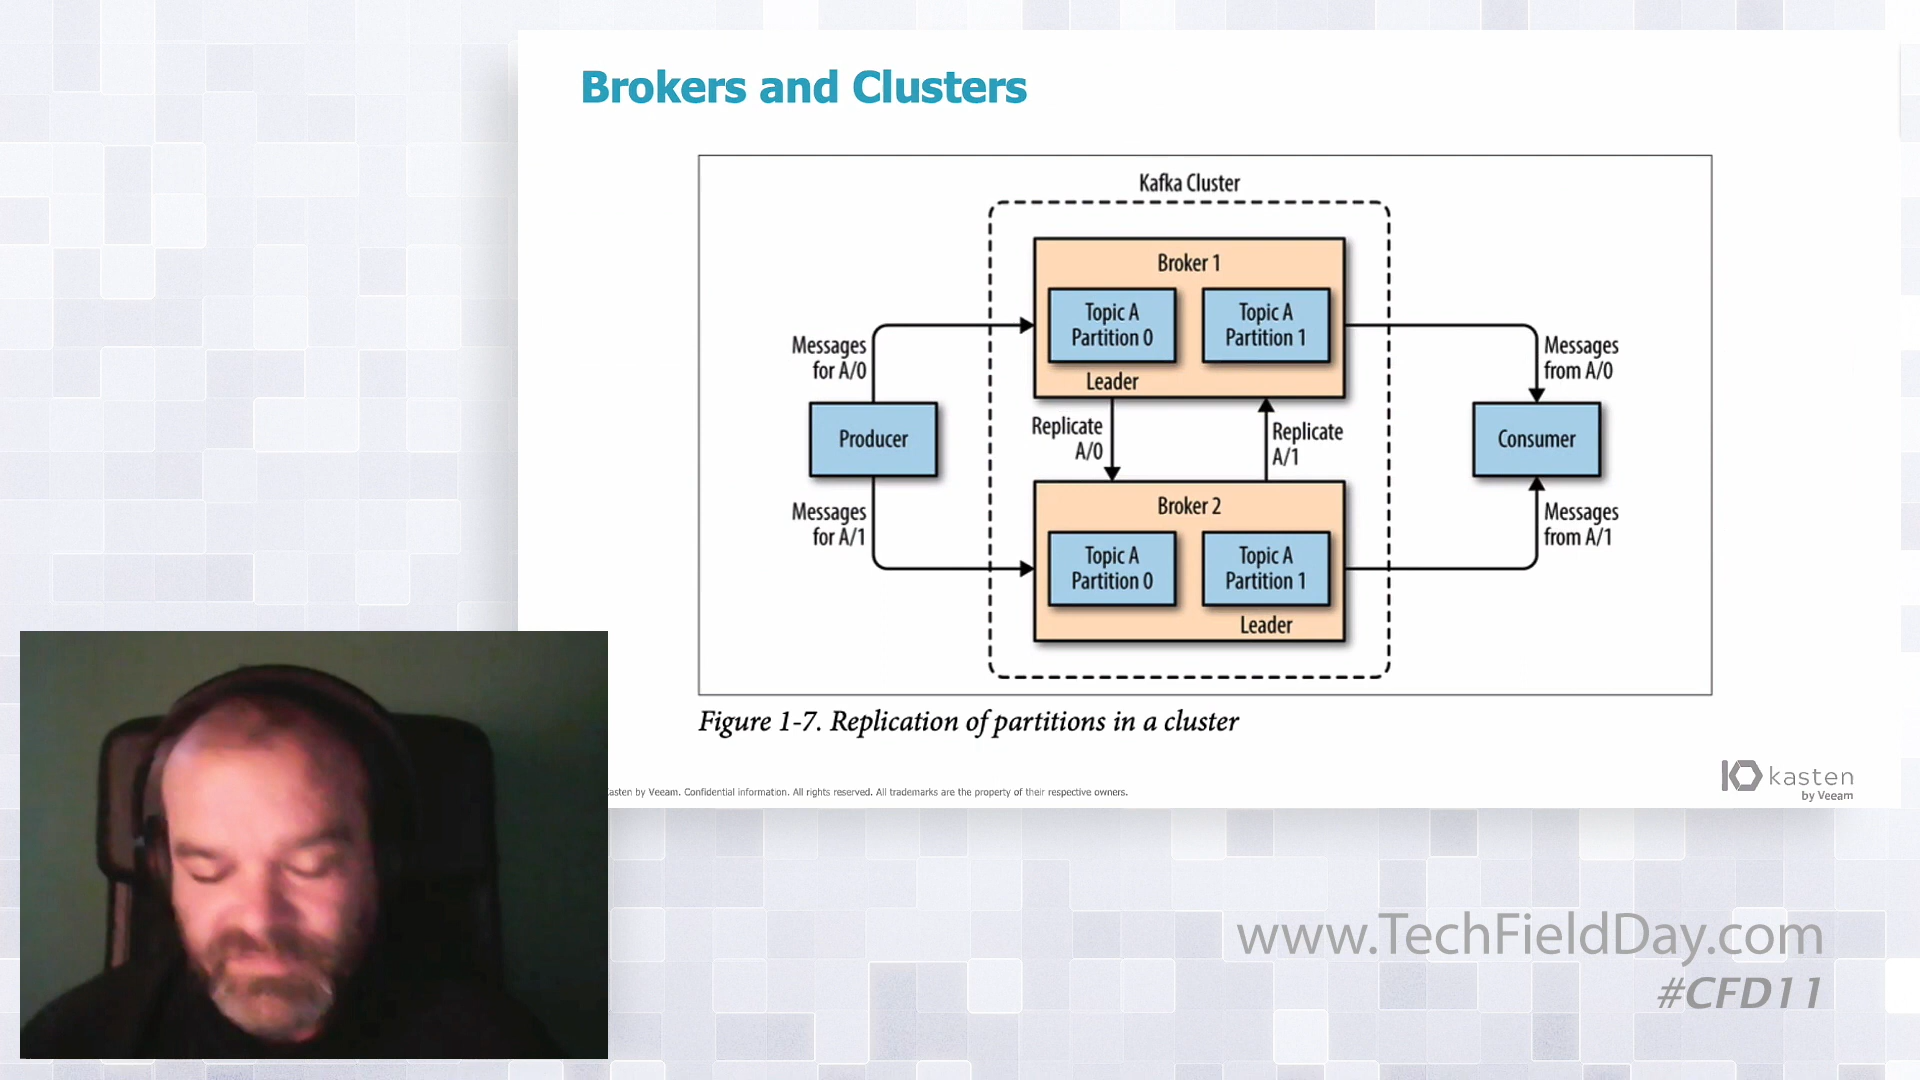 Brokers and Clusters
Kafka Cluster
Broker 1
Topic A
Partition 0
Topic A
Partition 1
Leader
Messages
for A/0
Messages
from A/0
Replicate
A/0
Replicate
A/1
Producer
Consumer
Messages
for A/1
Messages
from A/1
Broker 2
Topic A
Partition 0
Topic A
Partition 1
Leader
Figure 1-7. Replication of partitions in a cluster
by Veeam. Confidential information. All rights reserved. All trademarks are the property of their respective owners.
kasten
by Veeam
www.TechFieldDay.com
#CFD11